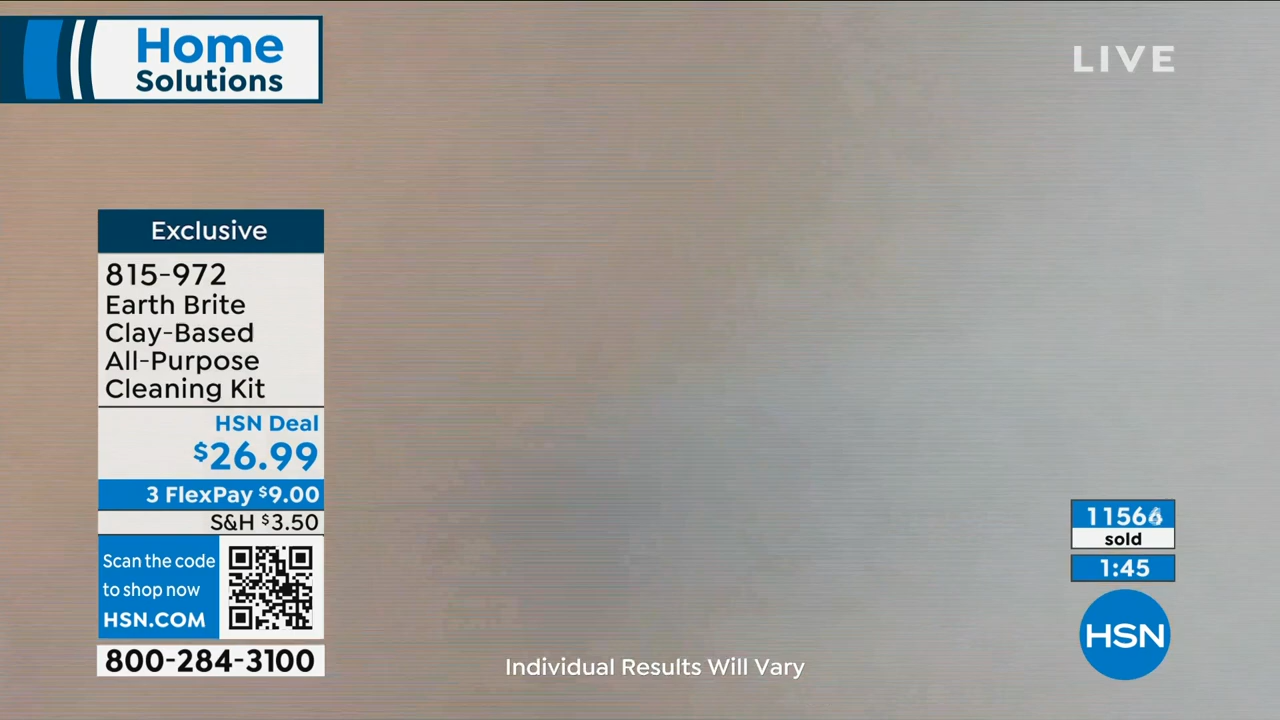 Home
Solutions
LIVE
Exclusive
815-972
Earth Brite
Clay-Based
All-Purpose
Cleaning Kit
HSN Deal
$26.99
3 FlexPay $9.00
S&H $3.50
Scan the code
to shop now
HSN.COM
800-284-3100
Individual Results Will Vary
sold
1:45
HSN